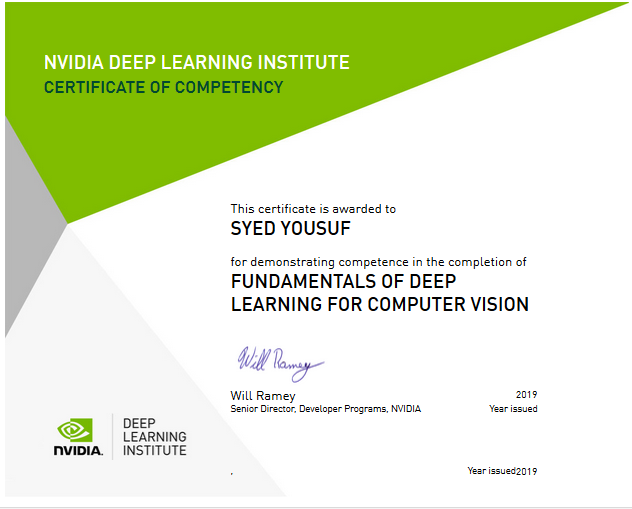 NVIDIA DEEP LEARNING INSTITUTE
CERTIFICATE OF COMPETENCY
This certificate is awarded to
SYED YOUSUF
for demonstrating competence in the completion of
FUNDAMENTALS OF DEEP
LEARNING FOR COMPUTER VISION
Will Ramey
Will Ramey
2019
Senior Director, Developer Programs, NVIDIA
Year issued
NVIDIA.
DEEP
LEARNING
INSTITUTE
Year issued2019